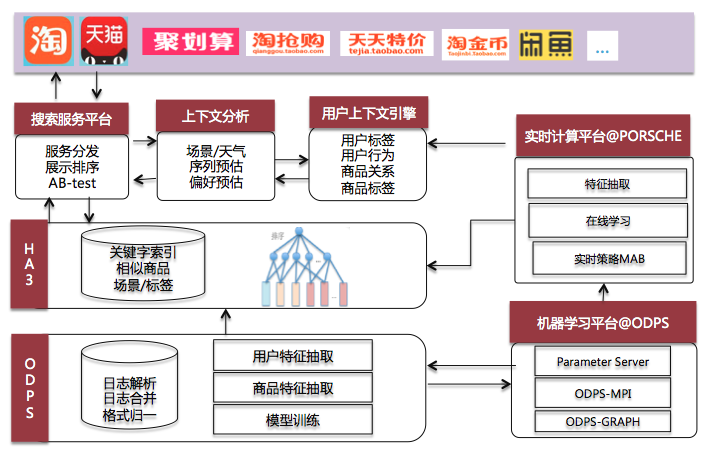 淘
天猫
聚划算
淘抢购
qianggou.taobao.com
天天特价
tejia.taobao.com
淘金币
Taojinbi.taobao.com
闲鱼
...
搜索服务平台
服务分发
展示排序
AB-test
上下文分析
场景/天气
序列预估
偏好预估
用户上下文引擎
用户标签
用户行为
商品关系
商品标签
实时计算平台@PORSCHE
特征抽取
在线学习
实时策略MAB
HA3
关键字索引
相似商品
场景/标签
排序
...
...
机器学习平台@ODPS
Parameter Server
ODPS-MPI
ODPS-GRAPH
ODPS
日志解析
日志合并
格式归一
用户特征抽取
商品特征抽取
模型训练